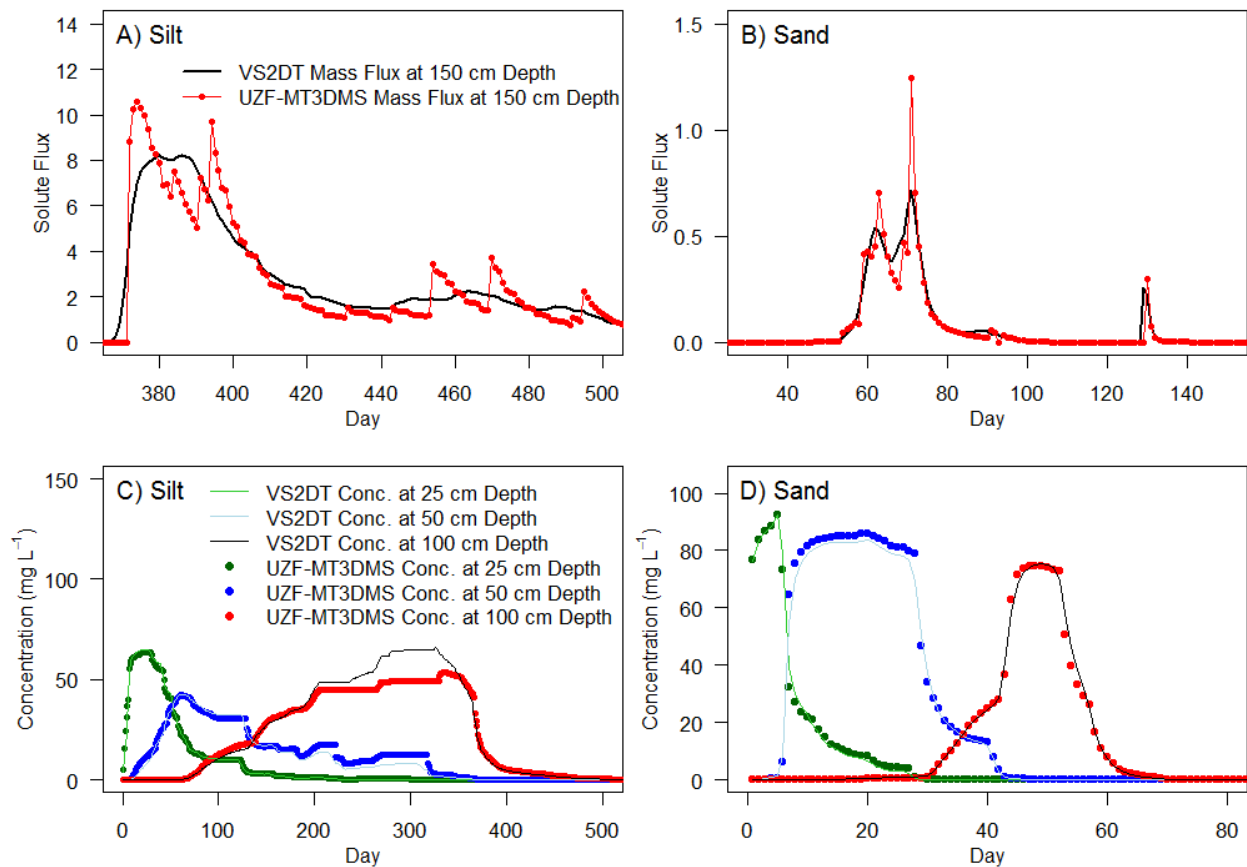 A) Silt
VS2DT Mass Flux at 150 cm Depth
UZF-MT3DMS Mass Flux at 150 cm Depth
Solute Flux
14
12
10
8
6
4
2
0
380 400 420 440 460 480 500
Day
B) Sand
Solute Flux
1.5
1.0
0.5
0.0
40 60 80 100 120 140
Day
C) Silt
VS2DT Conc. at 25 cm Depth
VS2DT Conc. at 50 cm Depth
VS2DT Conc. at 100 cm Depth
UZF-MT3DMS Conc. at 25 cm Depth
UZF-MT3DMS Conc. at 50 cm Depth
UZF-MT3DMS Conc. at 100 cm Depth
Concentration (mg L⁻¹)
150
100
50
0
0 100 200 300 400 500
Day
D) Sand
Concentration (mg L⁻¹)
100
80
60
40
20
0
0 20 40 60 80
Day